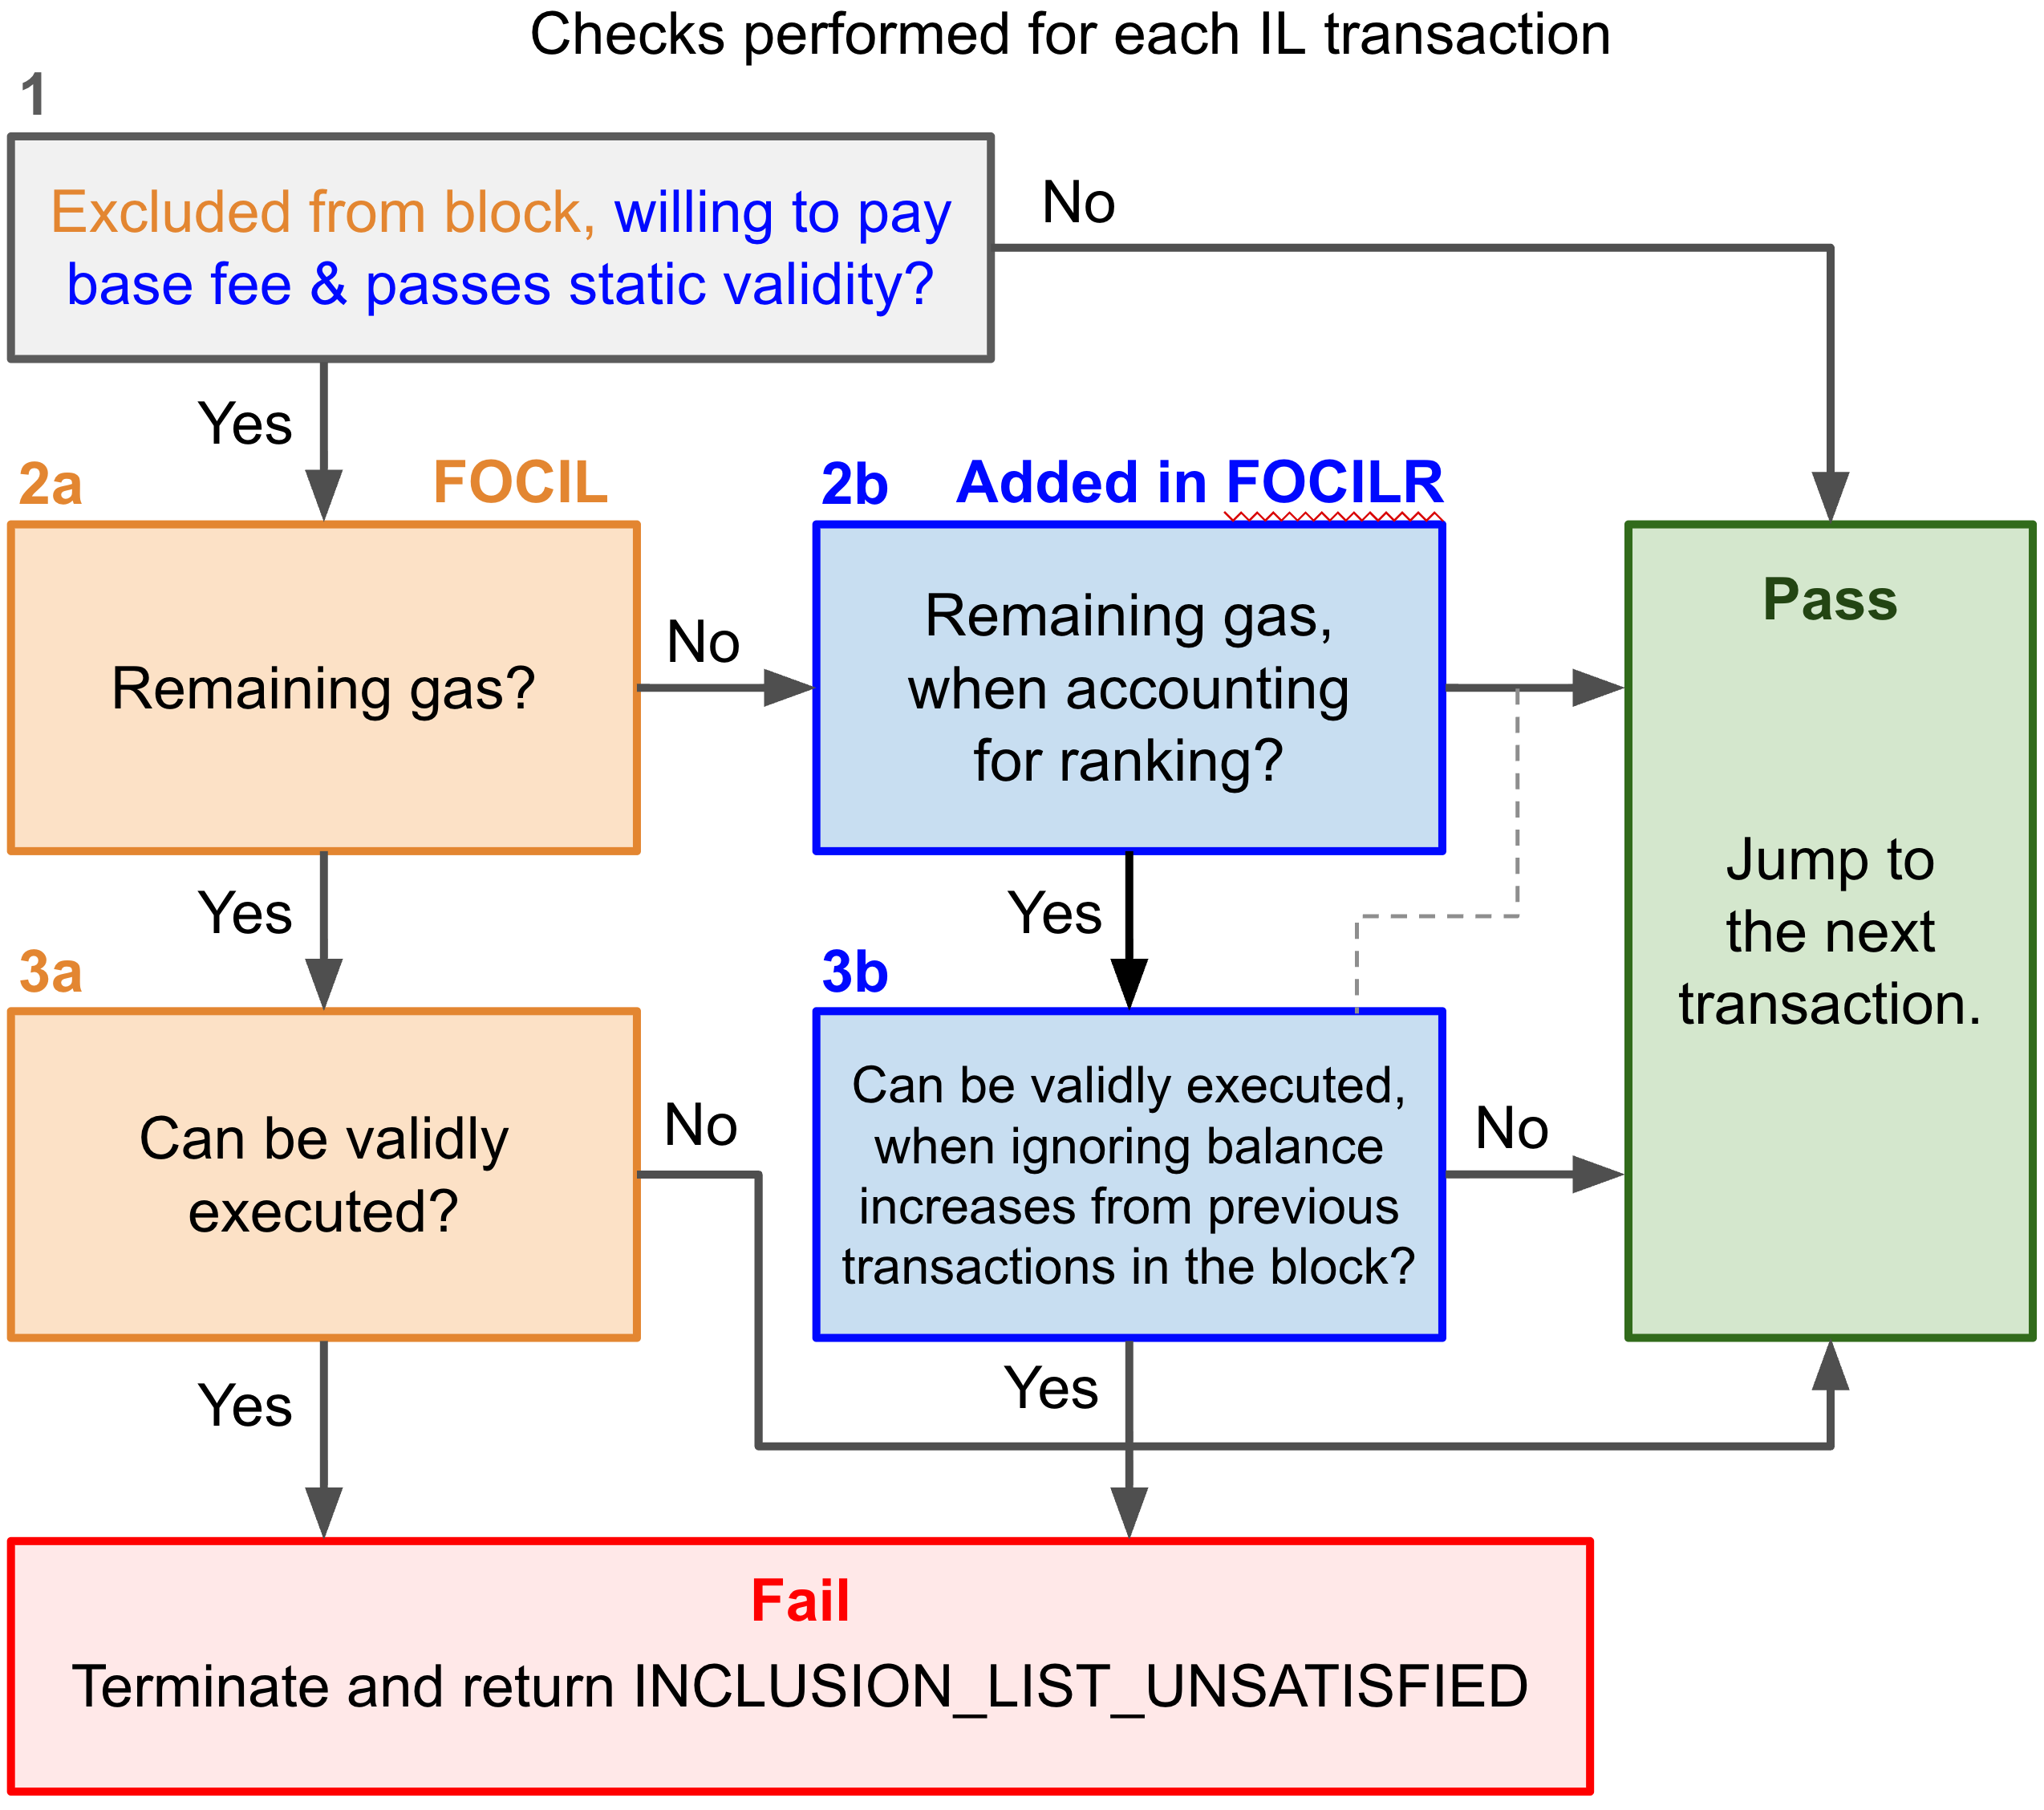 Checks performed for each IL transaction
1
Excluded from block, willing to pay
base fee & passes static validity?
No
Yes
2a
FOCIL
2b
Added in FOCILR
Remaining gas?
No
Remaining gas,
when accounting
for ranking?
Pass
Jump to
the next
transaction.
Yes
Yes
3a
3b
Can be validly
executed?
No
Can be validly executed,
when ignoring balance
increases from previous
transactions in the block?
No
Yes
Yes
Fail
Terminate and return INCLUSION_LIST_UNSATISFIED